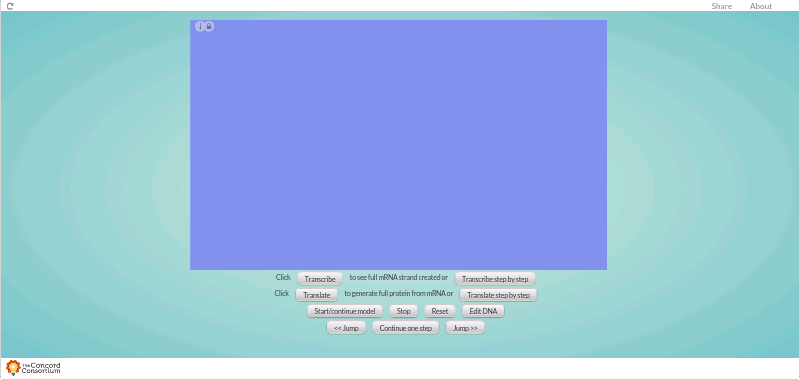 Share About
Click Transcribe to see full mRNA strand created or Transcribe step by step
Click Translate to generate full protein from mRNA or Translate step by step
Start/continue model Stop Reset Edit DNA
<< Jump Continue one step Jump >>
The Concord
Consortium